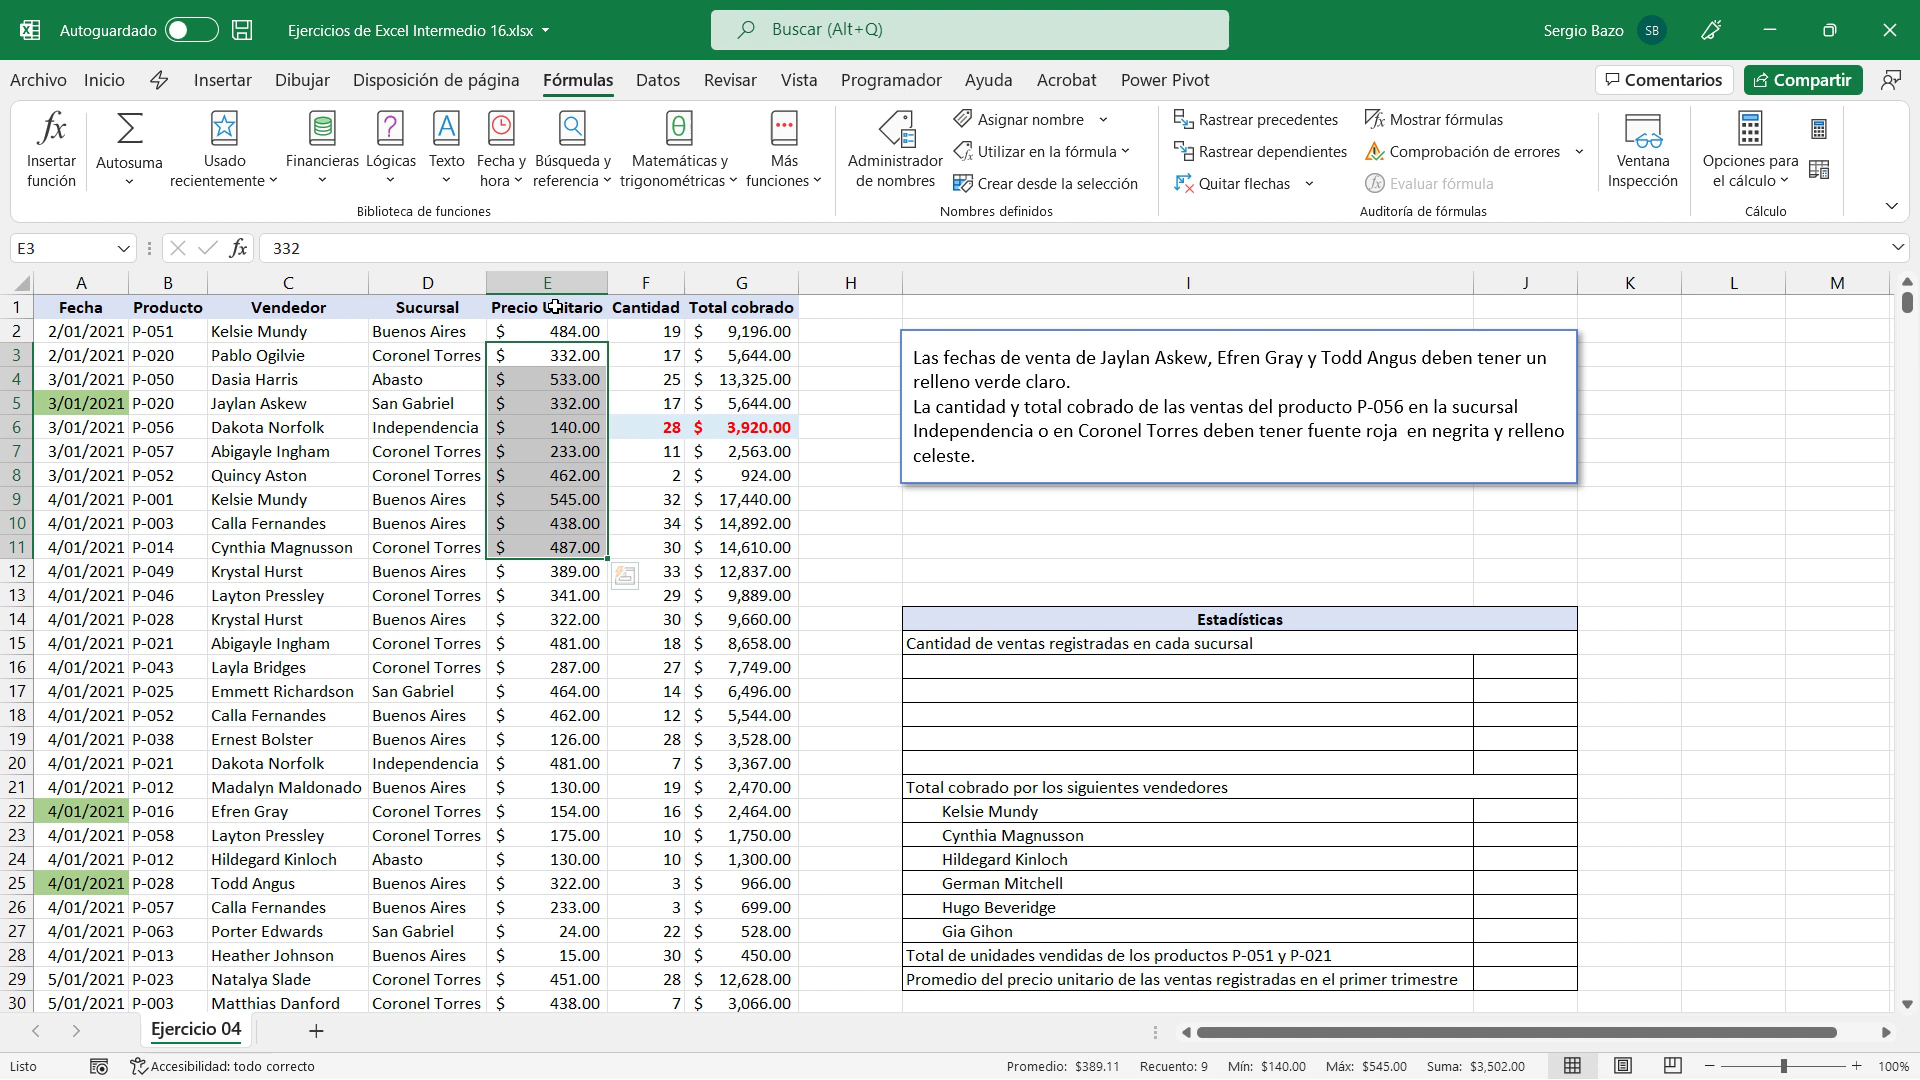 Autoguardado
Ejercicios de Excel Intermedio 16.xlsx
Buscar (Alt+Q)
Sergio Bazo
SB
Archivo Inicio Insertar Dibujar Disposición de página Fórmulas Datos Revisar Vista Programador Ayuda Acrobat Power Pivot
Comentarios
Compartir
Insertar función
Autosuma
Usado recientemente
Financieras
Lógicas
Texto
Fecha y hora
Búsqueda y referencia
Matemáticas y trigonométricas
Más funciones
Biblioteca de funciones
Administrador de nombres
Asignar nombre
Utilizar en la fórmula
Crear desde la selección
Nombres definidos
Rastrear precedentes
Rastrear dependientes
Quitar flechas
Mostrar fórmulas
Comprobación de errores
Evaluar fórmula
Auditoría de fórmulas
Ventana Inspección
Opciones para el cálculo
Cálculo
E3
fx
332
A B C D E F G H I J K L M
1 Fecha Producto Vendedor Sucursal Precio Unitario Cantidad Total cobrado
2 2/01/2021 P-051 Kelsie Mundy Buenos Aires $ 484.00 19 $ 9,196.00
3 2/01/2021 P-020 Pablo Ogilvie Coronel Torres $ 332.00 17 $ 5,644.00
4 3/01/2021 P-050 Dasia Harris Abasto $ 533.00 25 $ 13,325.00
5 3/01/2021 P-020 Jaylan Askew San Gabriel $ 332.00 17 $ 5,644.00
6 3/01/2021 P-056 Dakota Norfolk Independencia $ 140.00 28 $ 3,920.00
7 3/01/2021 P-057 Abigayle Ingham Coronel Torres $ 233.00 11 $ 2,563.00
8 3/01/2021 P-052 Quincy Aston Coronel Torres $ 462.00 2 $ 924.00
9 4/01/2021 P-001 Kelsie Mundy Buenos Aires $ 545.00 32 $ 17,440.00
10 4/01/2021 P-003 Calla Fernandes Buenos Aires $ 438.00 34 $ 14,892.00
11 4/01/2021 P-014 Cynthia Magnusson Coronel Torres $ 487.00 30 $ 14,610.00
12 4/01/2021 P-049 Krystal Hurst Buenos Aires $ 389.00 33 $ 12,837.00
13 4/01/2021 P-046 Layton Pressley Coronel Torres $ 341.00 29 $ 9,889.00
14 4/01/2021 P-028 Krystal Hurst Buenos Aires $ 322.00 30 $ 9,660.00
15 4/01/2021 P-021 Abigayle Ingham Coronel Torres $ 481.00 18 $ 8,658.00
16 4/01/2021 P-043 Layla Bridges Coronel Torres $ 287.00 27 $ 7,749.00
17 4/01/2021 P-025 Emmett Richardson San Gabriel $ 464.00 14 $ 6,496.00
18 4/01/2021 P-052 Calla Fernandes Buenos Aires $ 462.00 12 $ 5,544.00
19 4/01/2021 P-038 Ernest Bolster Buenos Aires $ 126.00 28 $ 3,528.00
20 4/01/2021 P-021 Dakota Norfolk Independencia $ 481.00 7 $ 3,367.00
21 4/01/2021 P-012 Madalyn Maldonado Buenos Aires $ 130.00 19 $ 2,470.00
22 4/01/2021 P-016 Efren Gray Coronel Torres $ 154.00 16 $ 2,464.00
23 4/01/2021 P-058 Layton Pressley Coronel Torres $ 175.00 10 $ 1,750.00
24 4/01/2021 P-012 Hildegard Kinloch Abasto $ 130.00 10 $ 1,300.00
25 4/01/2021 P-028 Todd Angus Buenos Aires $ 322.00 3 $ 966.00
26 4/01/2021 P-057 Calla Fernandes Buenos Aires $ 233.00 3 $ 699.00
27 4/01/2021 P-063 Porter Edwards San Gabriel $ 24.00 22 $ 528.00
28 4/01/2021 P-013 Heather Johnson Buenos Aires $ 15.00 30 $ 450.00
29 5/01/2021 P-023 Natalya Slade Coronel Torres $ 451.00 28 $ 12,628.00
30 5/01/2021 P-003 Matthias Danford Coronel Torres $ 438.00 7 $ 3,066.00
Las fechas de venta de Jaylan Askew, Efren Gray y Todd Angus deben tener un
relleno verde claro.
La cantidad y total cobrado de las ventas del producto P-056 en la sucursal
Independencia o en Coronel Torres deben tener fuente roja en negrita y relleno
celeste.
Estadísticas
Cantidad de ventas registradas en cada sucursal
Total cobrado por los siguientes vendedores
Kelsie Mundy
Cynthia Magnusson
Hildegard Kinloch
German Mitchell
Hugo Beveridge
Gia Gihon
Total de unidades vendidas de los productos P-051 y P-021
Promedio del precio unitario de las ventas registradas en el primer trimestre
Ejercicio 04
Listo
Accesibilidad: todo correcto
Promedio: $389.11 Recuento: 9 Mín: $140.00 Máx: $545.00 Suma: $3,502.00
100%